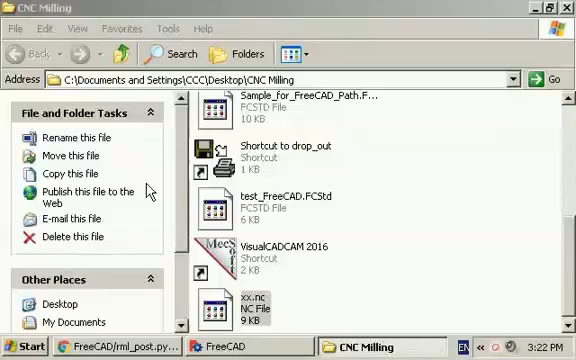 CNC Milling
File Edit View Favorites Tools Help
Back Search Folders
Address C:\Documents and Settings\CCC\Desktop\CNC Milling Go
File and Folder Tasks
Rename this file
Move this file
Copy this file
Publish this file to the
Web
E-mail this file
Delete this file
Other Places
Desktop
My Documents
Sample_for_FreeCAD_Path.F...
FCSTD File
10 KB
Shortcut to drop_out
Shortcut
1 KB
test_FreeCAD.FCStd
FCSTD File
6 KB
MecSoft
VisualCADCAM 2016
Shortcut
2 KB
xx.nc
NC File
9 KB
Start FreeCAD/rml_post.py... FreeCAD CNC Milling EN 3:22 PM